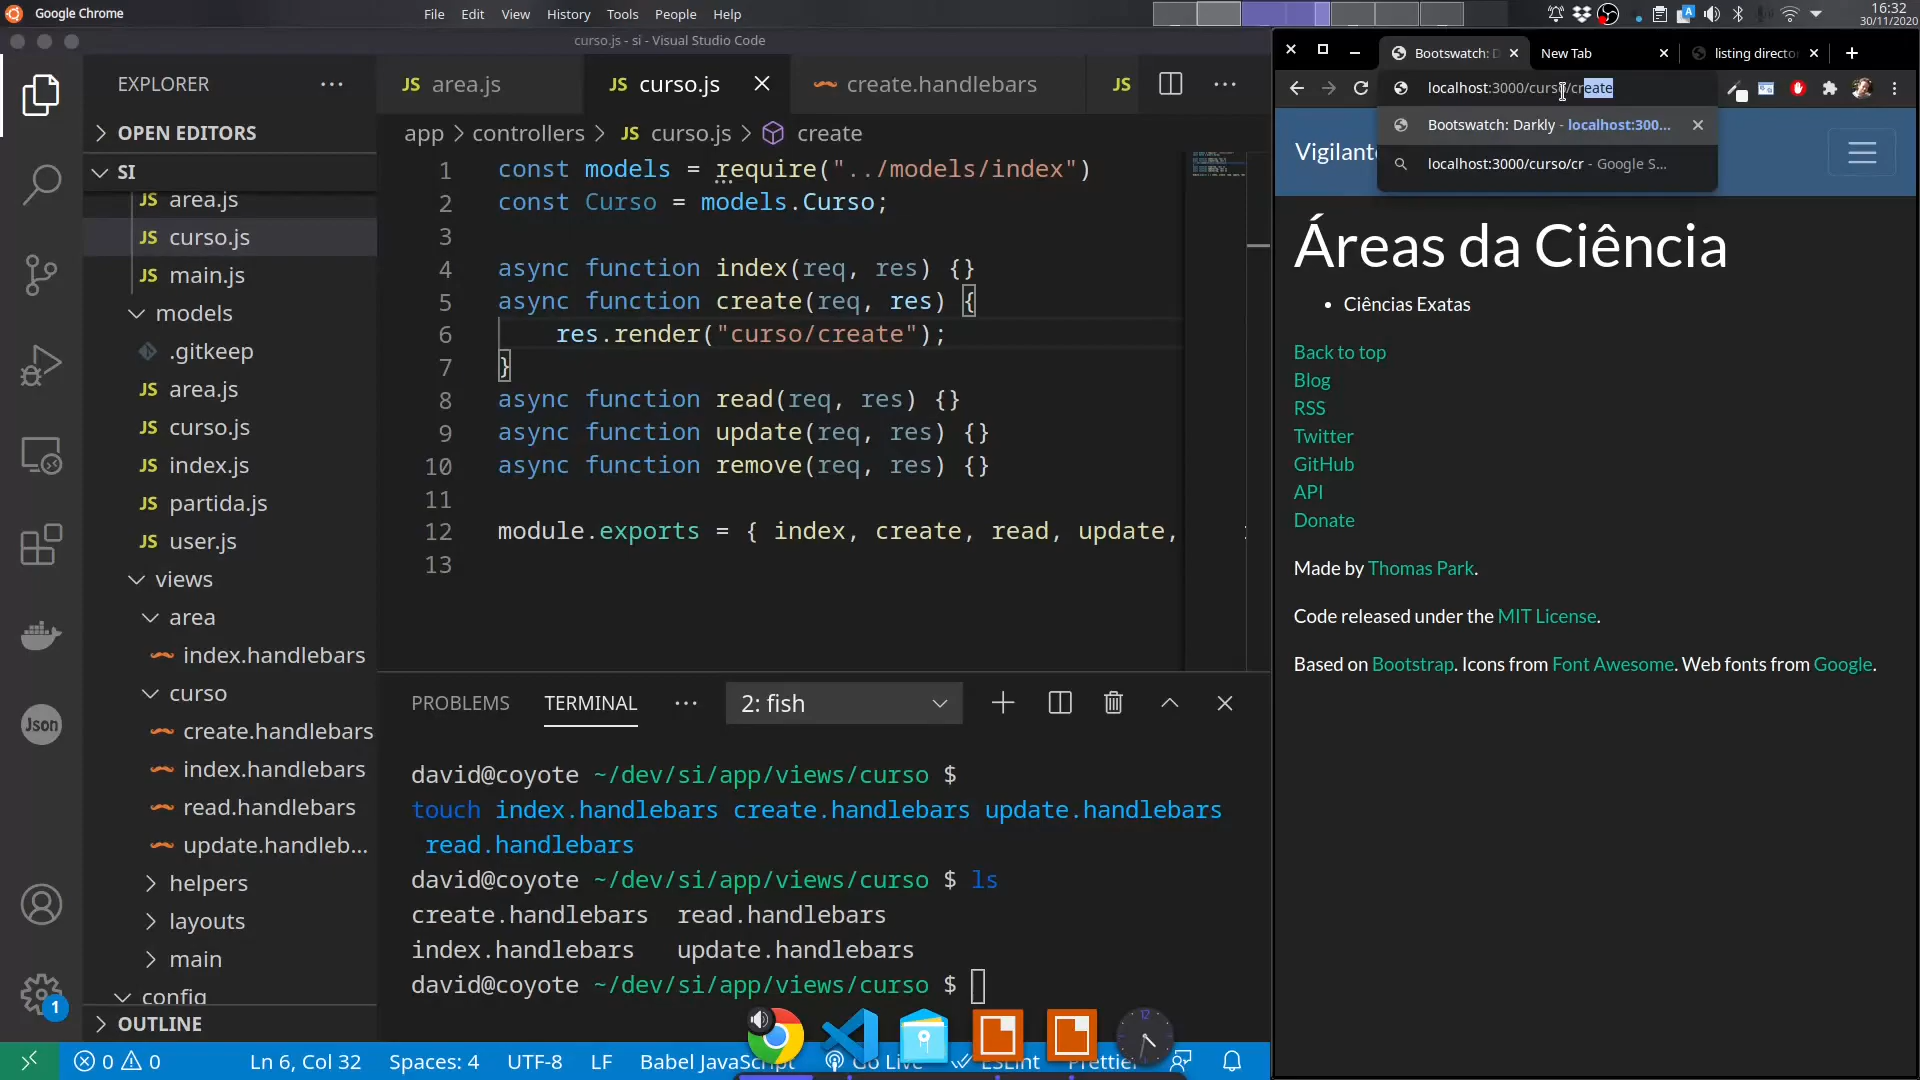 Google Chrome
File Edit View History Tools People Help
16:32
30/11/2020
curso.js - si - Visual Studio Code
EXPLORER
OPEN EDITORS
SI
area.js
curso.js
main.js
models
.gitkeep
area.js
curso.js
index.js
partida.js
user.js
views
area
index.handlebars
curso
create.handlebars
index.handlebars
read.handlebars
update.handleb...
helpers
layouts
main
config
OUTLINE
JS area.js JS curso.js create.handlebars JS
app > controllers > JS curso.js > create
1 const models = require("../models/index")
2 const Curso = models.Curso;
3
4 async function index(req, res) {}
5 async function create(req, res) {
6 res.render("curso/create");
7 }
8 async function read(req, res) {}
9 async function update(req, res) {}
10 async function remove(req, res) {}
11
12 module.exports = { index, create, read, update,
13
PROBLEMS TERMINAL ... 2: fish
david@coyote ~/dev/si/app/views/curso $
touch index.handlebars create.handlebars update.handlebars
read.handlebars
david@coyote ~/dev/si/app/views/curso $ ls
create.handlebars read.handlebars
index.handlebars update.handlebars
david@coyote ~/dev/si/app/views/curso $
Json
1
0 0 Ln 6, Col 32 Spaces: 4 UTF-8 LF Babel JavaScript Go Live ESLint Prettier
12
Bootswatch: D New Tab listing directo
localhost:3000/curso/create
Bootswatch: Darkly - localhost:300...
localhost:3000/curso/cr - Google S...
Vigilant
Áreas da Ciência
• Ciências Exatas
Back to top
Blog
RSS
Twitter
GitHub
API
Donate
Made by Thomas Park.
Code released under the MIT License.
Based on Bootstrap. Icons from Font Awesome. Web fonts from Google.